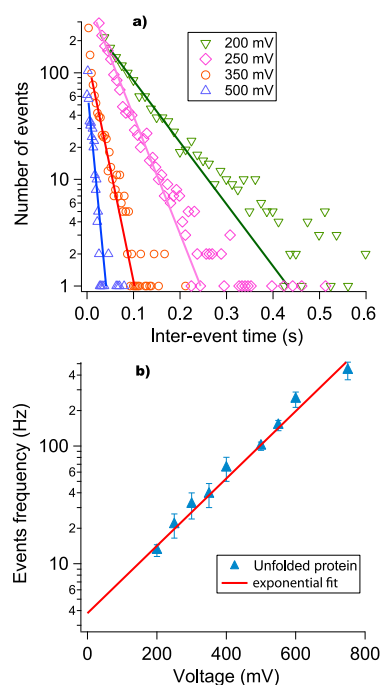 a)
200 mV
250 mV
350 mV
500 mV
Number of events
2
100
6
4
2
10
6
4
2
1
0.0 0.1 0.2 0.3 0.4 0.5 0.6
Inter-event time (s)
b)
Events frequency (Hz)
4
2
100
6
4
2
10
6
4
Unfolded protein
exponential fit
0 200 400 600 800
Voltage (mV)